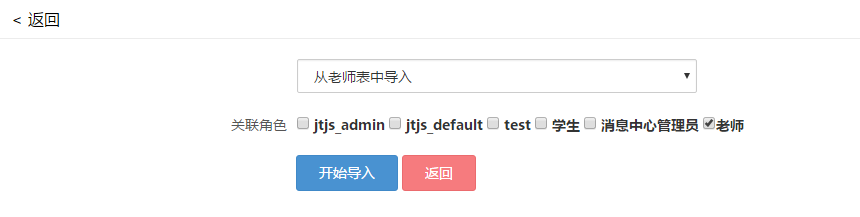 < 返回
从老师表中导入
关联角色 jtjs_admin jtjs_default test 学生 消息中心管理员 老师
开始导入 返回